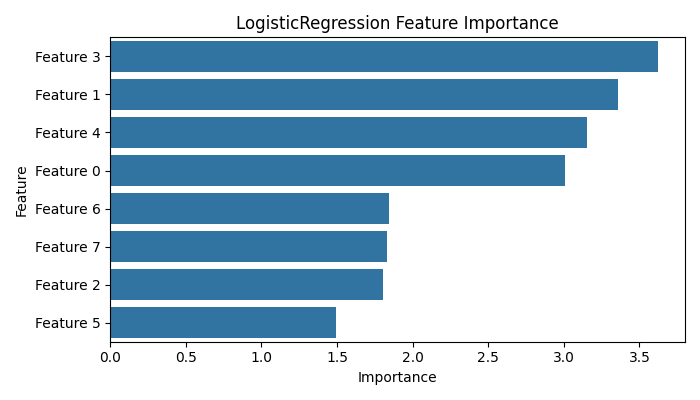 LogisticRegression Feature Importance
Feature 3
Feature 1
Feature 4
Feature 0
Feature 6
Feature 7
Feature 2
Feature 5
Feature
0.0 0.5 1.0 1.5 2.0 2.5 3.0 3.5
Importance